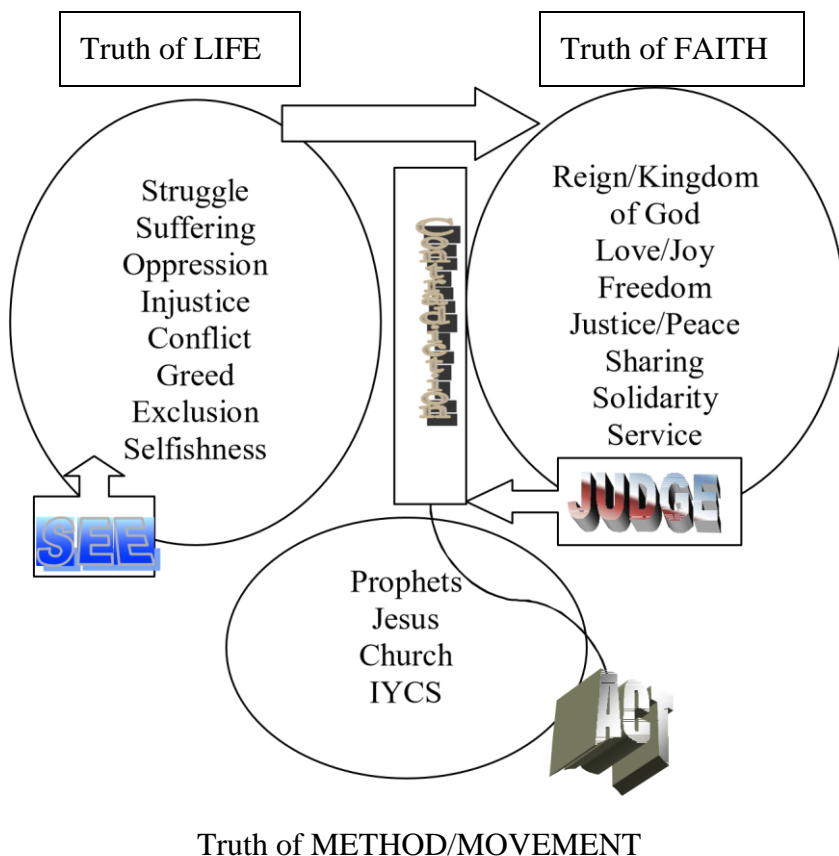 Truth of LIFE
Truth of FAITH
Struggle
Suffering
Oppression
Injustice
Conflict
Greed
Exclusion
Selfishness
SEE
Contradiction
Reign/Kingdom
of God
Love/Joy
Freedom
Justice/Peace
Sharing
Solidarity
Service
JUDGE
Prophets
Jesus
Church
IYCS
ACT
Truth of METHOD/MOVEMENT